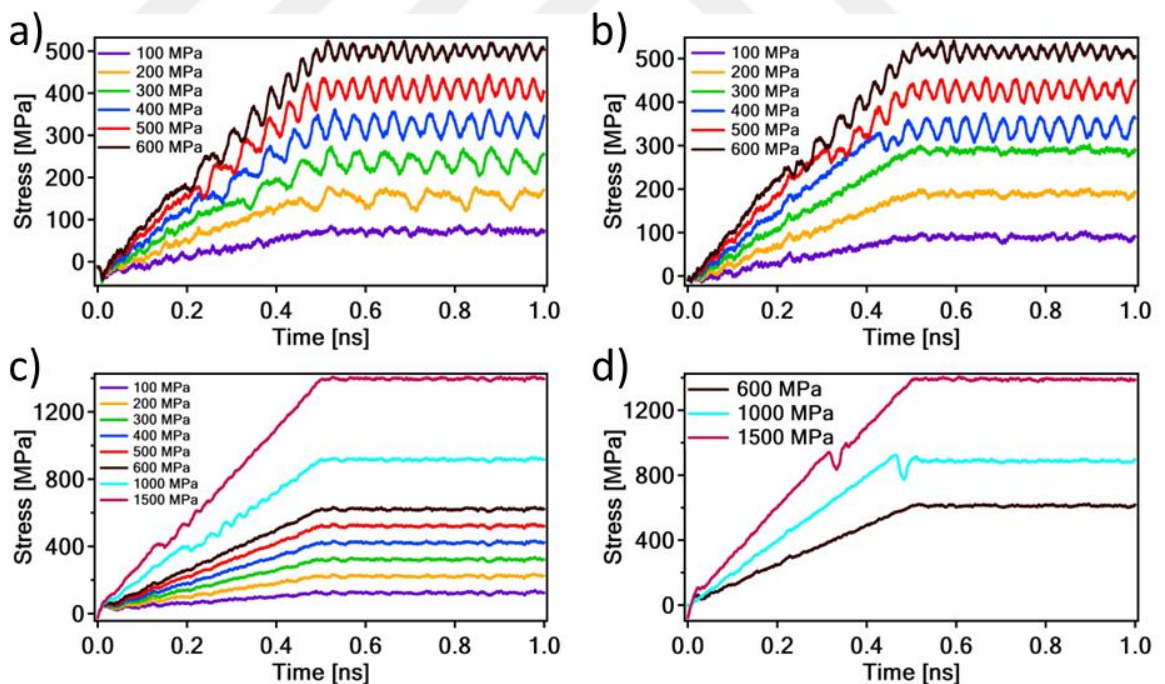 a)
500
400
300
200
100
0
Stress [MPa]
100 MPa
200 MPa
300 MPa
400 MPa
500 MPa
600 MPa
0.0 0.2 0.4 0.6 0.8 1.0
Time [ns]
b)
500
400
300
200
100
0
Stress [MPa]
100 MPa
200 MPa
300 MPa
400 MPa
500 MPa
600 MPa
0.0 0.2 0.4 0.6 0.8 1.0
Time [ns]
c)
1200
800
400
0
Stress [MPa]
100 MPa
200 MPa
300 MPa
400 MPa
500 MPa
600 MPa
1000 MPa
1500 MPa
0.0 0.2 0.4 0.6 0.8 1.0
Time [ns]
d)
1200
800
400
0
Stress [MPa]
600 MPa
1000 MPa
1500 MPa
0.0 0.2 0.4 0.6 0.8 1.0
Time [ns]